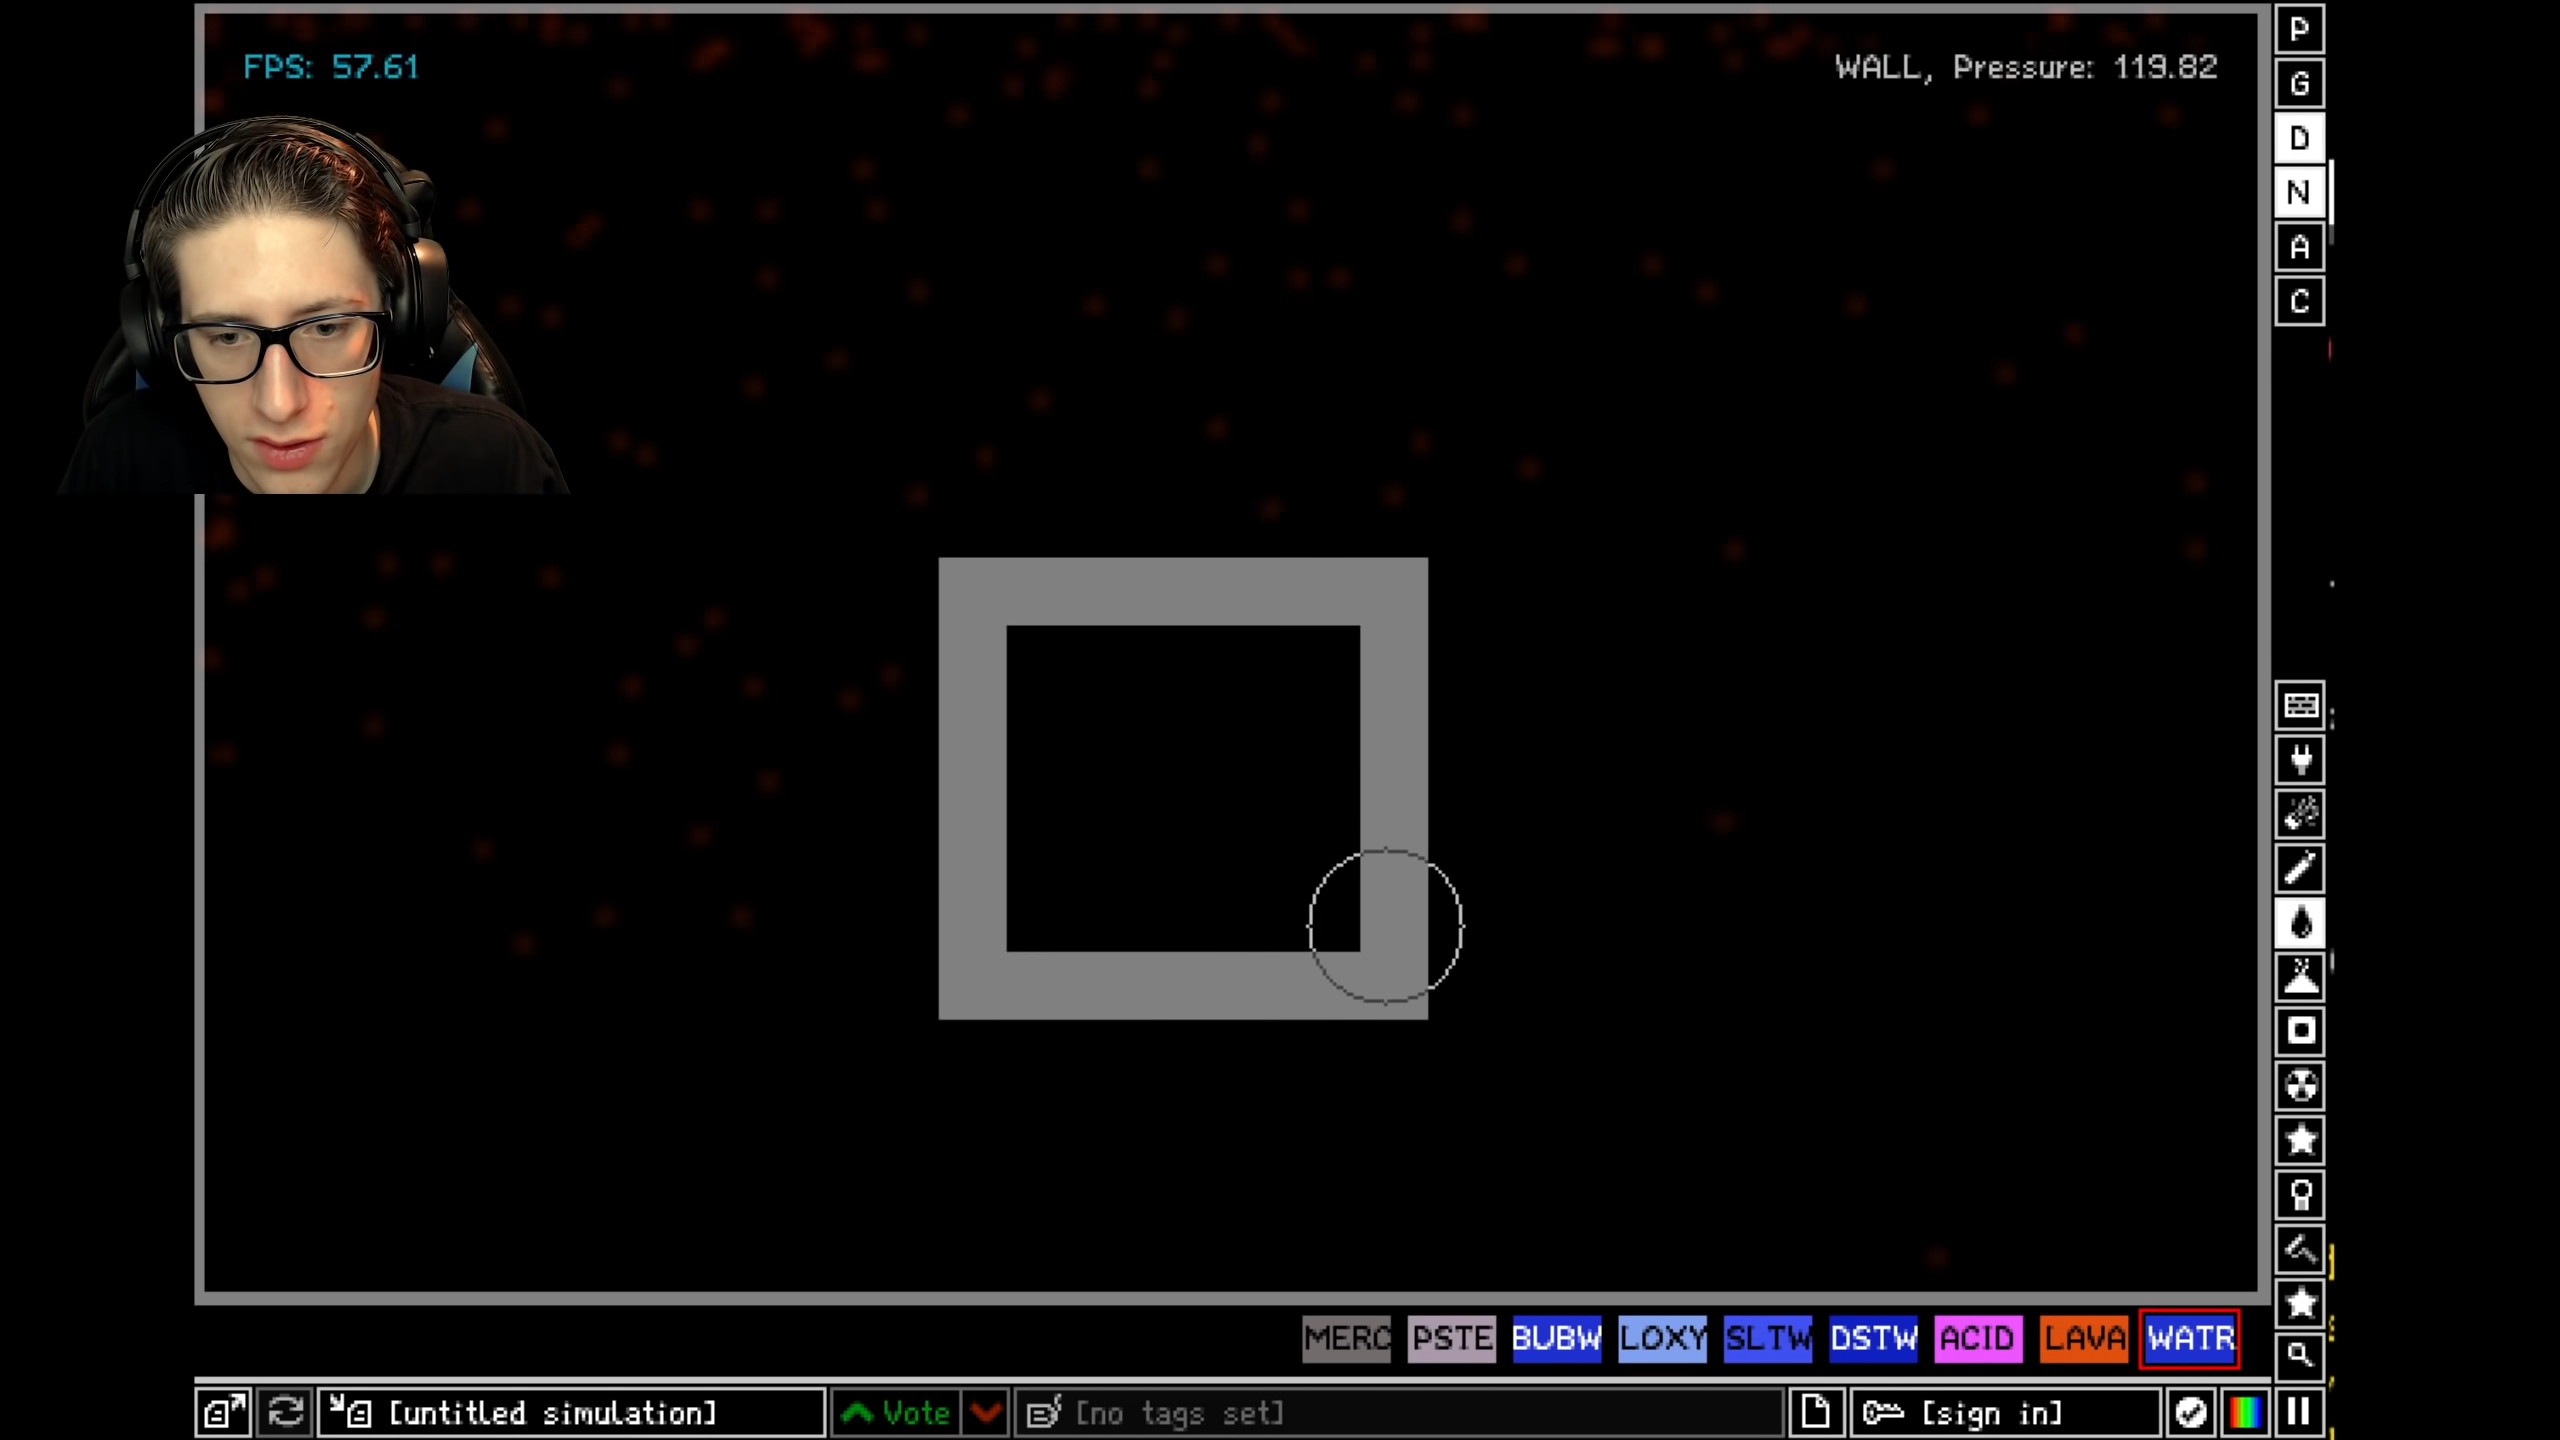 FPS: 57.61
WALL, Pressure: 119.82
P
G
D
N
A
C
MERC PSTE BUBW LOXY SLTW DSTW ACID LAVA WATR
[untitled simulation] Vote [no tags set] [sign in]